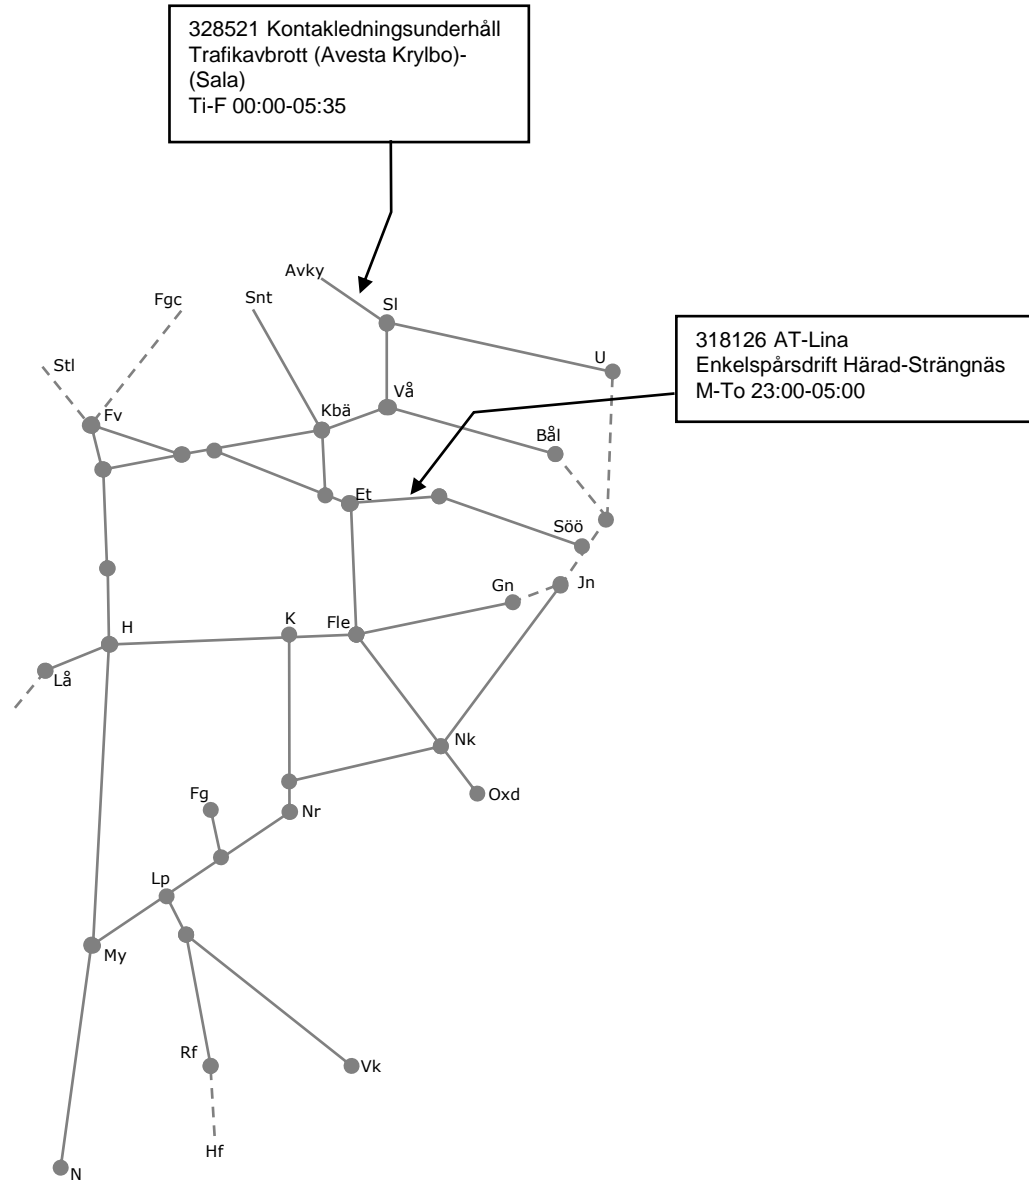 328521 Kontakledningsunderhåll
Trafikavbrott (Avesta Krylbo)-
(Sala)
Ti-F 00:00-05:35
Avky
Fgc
Snt
Sl
318126 AT-Lina
Enkelspårsdrift Härad-Strängnäs
M-To 23:00-05:00
Stl
U
Vå
Fv
Kbä
Bål
Et
Söö
Gn
Jn
H
K
Fle
Lå
Nk
Fg
Oxd
Nr
Lp
My
Rf
Vk
Hf
N